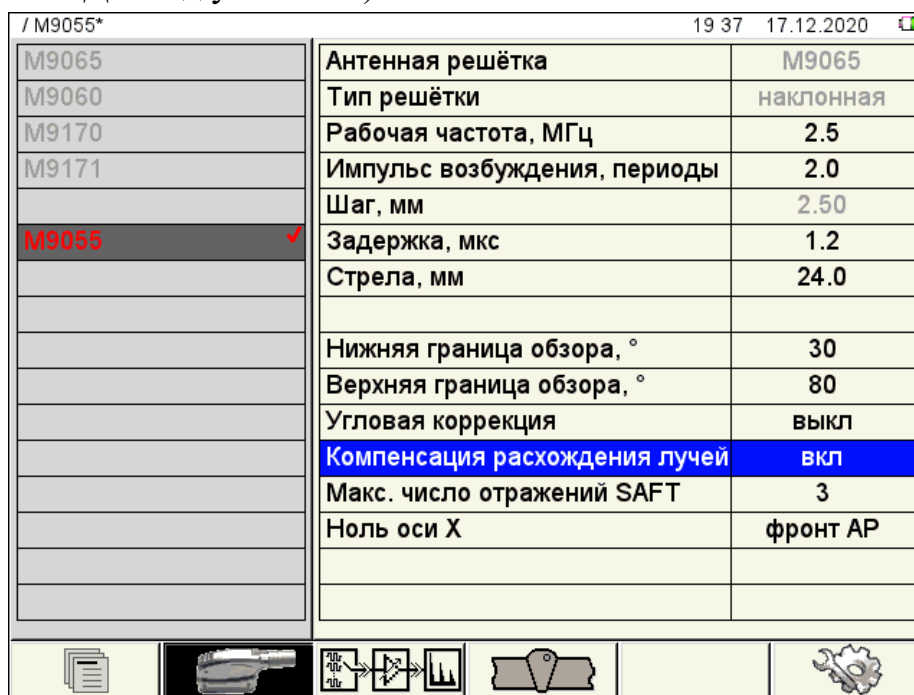 / M9055* 19 37 17.12.2020
M9065
M9060
M9170
M9171
M9055
Антенная решётка M9065
Тип решётки наклонная
Рабочая частота, МГц 2.5
Импульс возбуждения, периоды 2.0
Шаг, мм 2.50
Задержка, мкс 1.2
Стрела, мм 24.0
Нижняя граница обзора, ° 30
Верхняя граница обзора, ° 80
Угловая коррекция выкл
Компенсация расхождения лучей вкл
Макс. число отражений SAFT 3
Ноль оси X фронт АР